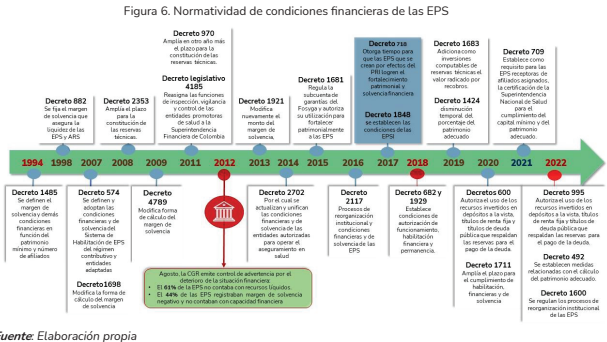 Figura 6. Normatividad de condiciones financieras de las EPS
Decreto 882
Se fija el margen
de solvencia que
asegura la
liquidez de las
EPS y ARS
Decreto 2353
Amplía el plazo
para la
constitución de
las reservas
técnicas.
Decreto 970
Amplía en otro año más
el plazo para la
constitución de las
reservas técnicas.
Decreto legislativo
4185
Reasigna las funciones
de inspección, vigilancia
y control de las
entidades promotoras
de salud a la
Superintendencia
Financiera de Colombia
Decreto 1921
Modifica
nuevamente el
monto del
margen de
solvencia.
Decreto 1681
Regula la
subcuenta de
garantías del
Fosyga y autoriza
su utilización para
fortalecer
patrimonialmente
a las EPS
Decreto 718
Otorga tiempo para
que las EPS que se
crean por efectos del
PRI logren el
fortalecimiento
patrimonial y
solvencia financiera
Decreto 1848
se establecen las
condiciones de las
EPSI
Decreto 1683
Adiciona como
inversiones
computables de
reservas técnicas el
valor radicado por
recobros.
Decreto 1424
disminución
temporal del
porcentaje del
patrimonio
adecuado.
Decreto 709
Establece como
requisito para las
EPS receptoras de
afiliados asignados,
la certificación de la
Superintendencia
Nacional de Salud
para el
cumplimiento del
capital mínimo y del
patrimonio
adecuado.
1994 1998 2007 2008 2009 2011 2012 2013 2014 2015 2016 2017 2018 2019 2020 2021 2022
Decreto 1485
Se definen el
margen de
solvencia y demás
condiciones
financieras en
función del
patrimonio
mínimo y número
de afiliados
Decreto 574
Se definen y
adoptan las
condiciones
financieras y de
solvencia del
Sistema de
Habilitación de EPS
del régimen
contributivo y
entidades
adaptadas
Decreto1698
Modifica la forma de
cálculo del margen
de solvencia
Decreto
4789
Modifica forma
de cálculo del
margen de
solvencia
Agosto, la CGR emite control de advertencia por el
deterioro de la situación financiera:
• El 61% de la EPS no contaba con recursos líquidos.
• El 44% de las EPS registraban margen de solvencia
negativo y no contaban con capacidad financiera
Decreto 2702
Por el cual se
actualizan y unifican
las condiciones
financieras y de
solvencia de las
entidades autorizadas
para operar el
aseguramiento en
salud
Decreto
2117
Procesos de
reorganización
institucional y
condiciones
financieras y de
solvencia de las
EPS
Decreto 682 y
1929
Establece
condiciones de
autorización de
funcionamiento,
habilitación
financiera y
permanencia.
Decretos 600
Autoriza el uso de los
recursos invertidos en
depósitos a la vista,
títulos de renta fija y
títulos de deuda
pública que respaldan
las reservas para el
pago de la deuda.
Decreto 1711
Amplía el plazo para
el cumplimiento de
habilitación,
financieras y de
solvencia
Decreto 995
Autoriza el uso de los
recursos invertidos en
depósitos a la vista, títulos
de renta fija y títulos de
deuda pública que
respaldan las reservas para
el pago de la deuda.
Decreto 492
Se establecen medidas
relacionadas con el cálculo
del patrimonio adecuado.
Decreto 1600
Se regulan los procesos de
reorganización institucional
de las EPS
Fuente: Elaboración propia